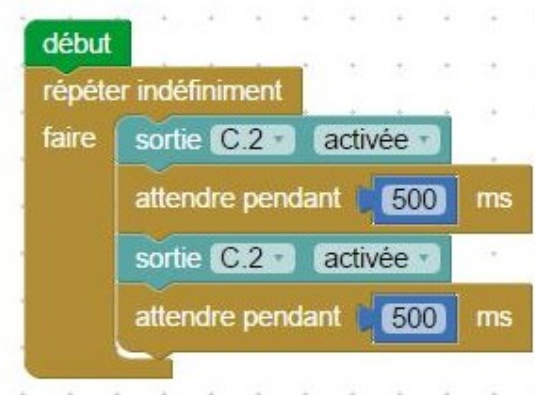 début
répéter indéfiniment
faire sortie C.2 activée
attendre pendant 500 ms
sortie C.2 activée
attendre pendant 500 ms